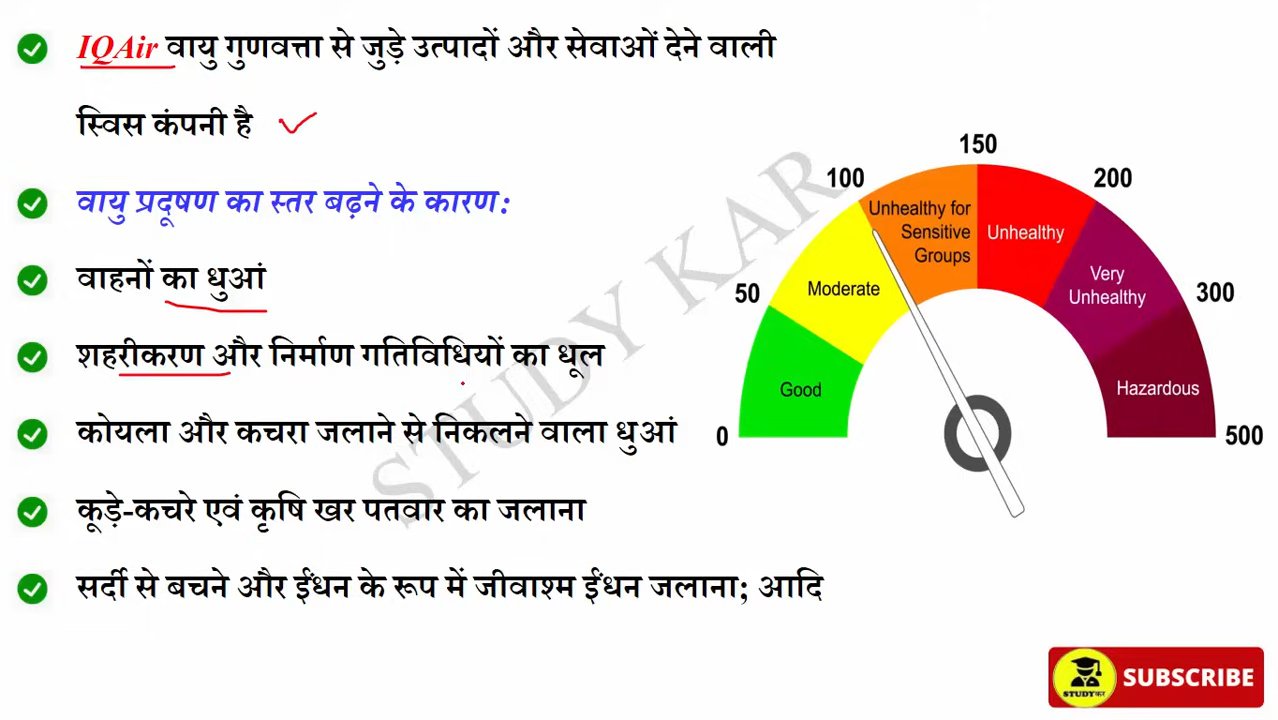 IQAir वायु गुणवत्ता से जुड़े उत्पादों और सेवाओं देने वाली
स्विस कंपनी है
वायु प्रदूषण का स्तर बढ़ने के कारण:
वाहनों का धुआं
शहरीकरण और निर्माण गतिविधियों का धूल
कोयला और कचरा जलाने से निकलने वाला धुआं
कूड़े-कचरे एवं कृषि खर पतवार का जलाना
सर्दी से बचने और ईंधन के रूप में जीवाश्म ईंधन जलाना; आदि
STUDY KAR
0
50
100
150
200
300
500
Good
Moderate
Unhealthy for
Sensitive
Groups
Unhealthy
Very
Unhealthy
Hazardous
STUDYकर
SUBSCRIBE